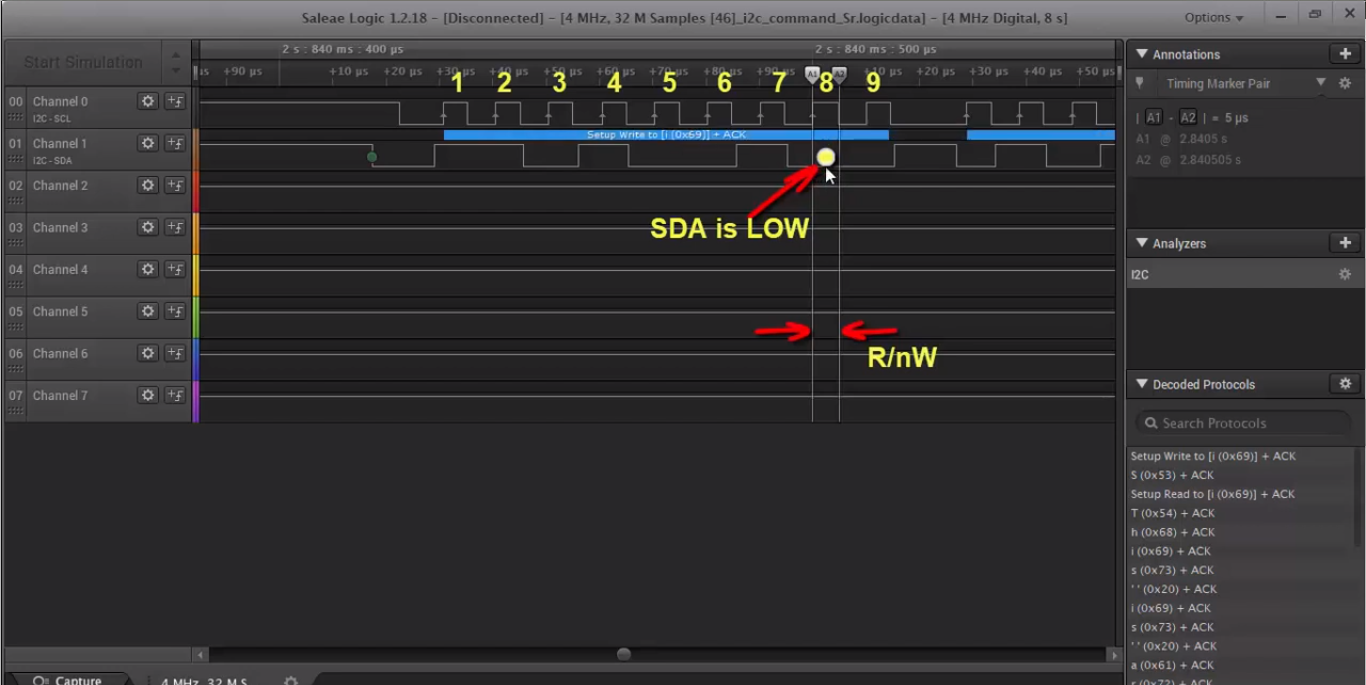 Saleae Logic 1.2.18 - [Disconnected] - [4 MHz, 32 M Samples [46]_i2c_command_Sr.logicdata] - [4 MHz Digital, 8 s]
Options
Start Simulation
2 s : 840 ms : 400 µs
2 s : 840 ms : 500 µs
µs +90 µs +10 µs +20 µs +30 µs +40 µs +50 µs +60 µs +70 µs +80 µs +90 µs +10 µs +20 µs +30 µs +40 µs +50 µs
A1 A2
1 2 3 4 5 6 7 8 9
00 Channel 0
I2C - SCL
Setup Write to [i (0x69)] + ACK
01 Channel 1
I2C - SDA
02 Channel 2
03 Channel 3
SDA is LOW
04 Channel 4
05 Channel 5
06 Channel 6
R/nW
07 Channel 7
Capture
4 MHz, 32 M S
Annotations
Timing Marker Pair
| A1 - A2 | = 5 µs
A1 @ 2.8405 s
A2 @ 2.840505 s
Analyzers
I2C
Decoded Protocols
Search Protocols
Setup Write to [i (0x69)] + ACK
S (0x53) + ACK
Setup Read to [i (0x69)] + ACK
T (0x54) + ACK
h (0x68) + ACK
i (0x69) + ACK
s (0x73) + ACK
' ' (0x20) + ACK
i (0x69) + ACK
s (0x73) + ACK
' ' (0x20) + ACK
a (0x61) + ACK
r (0x72) + ACK